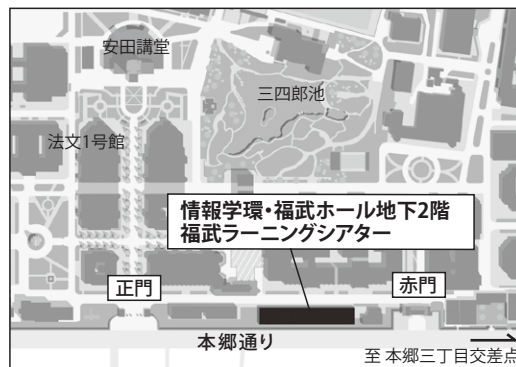 安田講堂
三四郎池
法文1号館
情報学環・福武ホール地下2階
福武ラーニングシアター
正門
赤門
本郷通り
至 本郷三丁目交差点